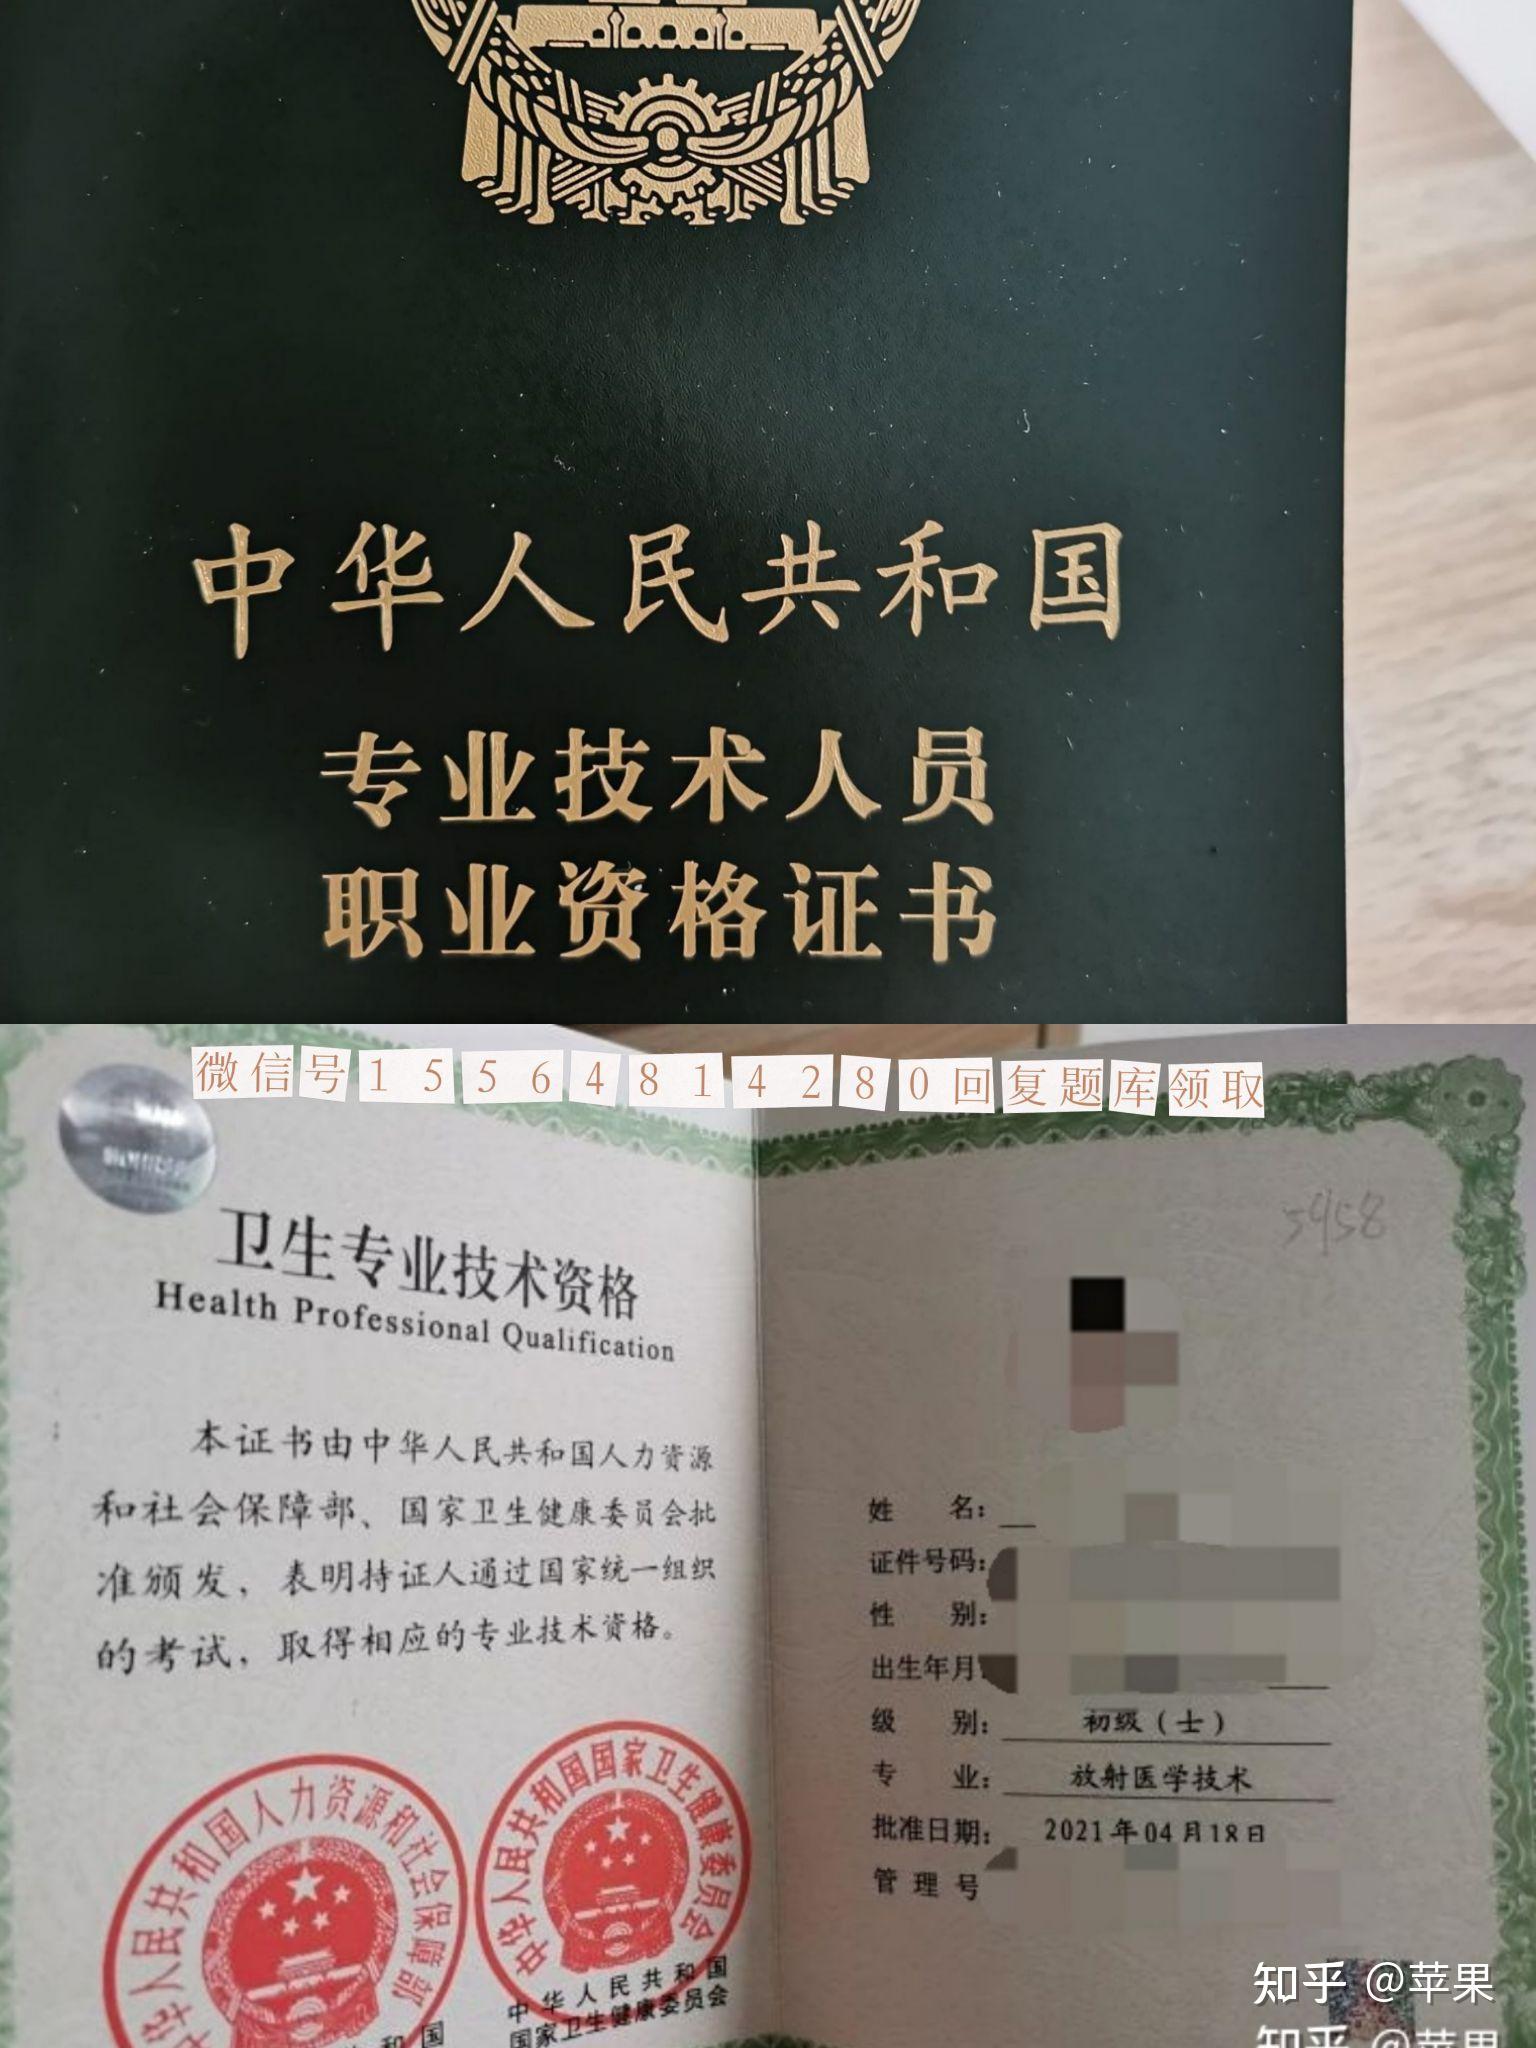 中华人民共和国
专业技术人员
职业资格证书
微信号15564814280回复题库领取
卫生专业技术资格
Health Professional Qualification
本证书由中华人民共和国人力资源
和社会保障部、国家卫生健康委员会批
准颁发，表明持证人通过国家统一组织
的考试，取得相应的专业技术资格。
中华人民共和国人力资源和社会保障部
中华人民共和国国家卫生健康委员会
中华人民共和国
国家卫生健康委员会
共和国
5958
姓名：
证件号码：
性别：
出生年月：
级别：初级（士）
专业：放射医学技术
批准日期：2021年04月18日
管理号
知乎 @苹果
知乎 @苹果